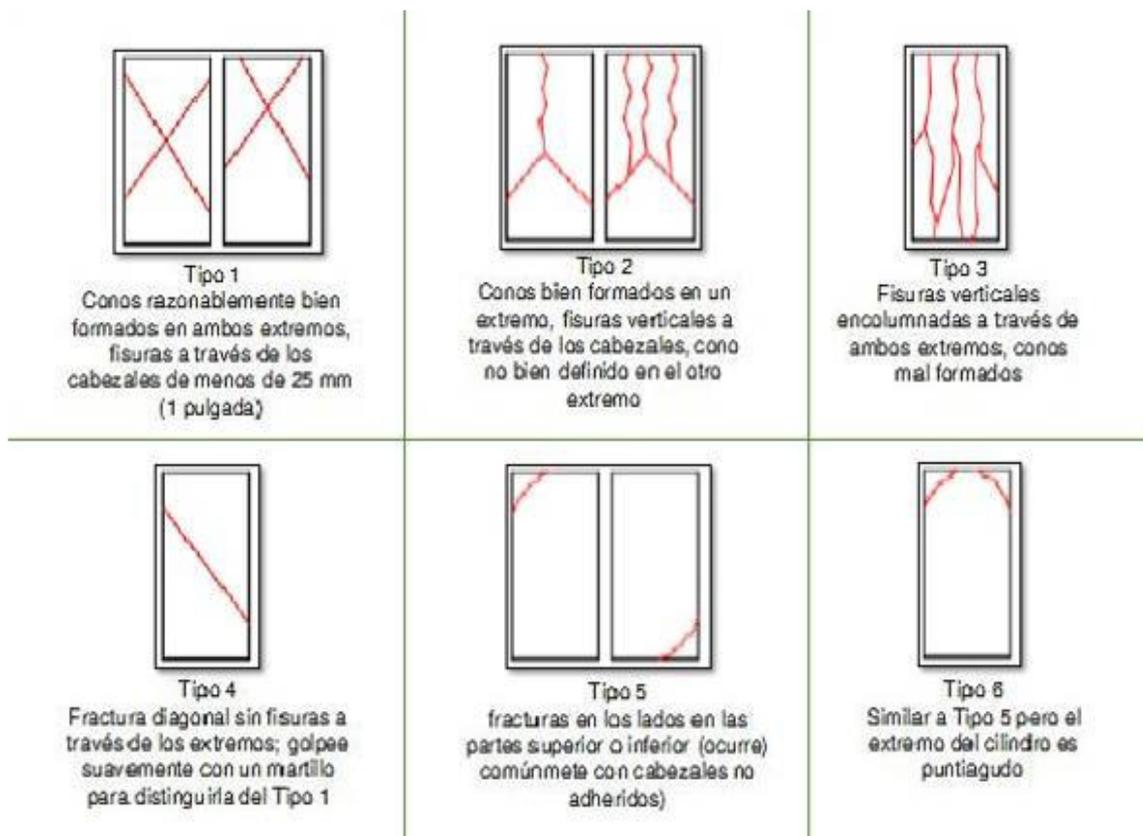 Tipo 1
Conos razonablemente bien
formados en ambos extremos,
fisuras a través de los
cabezales de menos de 25 mm
(1 pulgada)
Tipo 2
Conos bien formados en un
extremo, fisuras verticales a
través de los cabezales, cono
no bien definido en el otro
extremo
Tipo 3
Fisuras verticales
encolumnadas a través de
ambos extremos, conos
mal formados
Tipo 4
Fractura diagonal sin fisuras a
través de los extremos; golpee
suavemente con un martillo
para distinguirla del Tipo 1
Tipo 5
fracturas en los lados en las
partes superior o inferior (ocurre)
comúnmete con cabezales no
adheridos)
Tipo 6
Similar a Tipo 5 pero el
extremo del cilindro es
puntiagudo